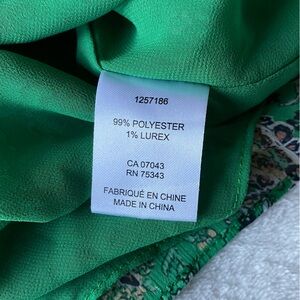 1257186
99% POLYESTER
1% LUREX
CA 07043
RN 75343
FABRIQUÉ EN CHINE
MADE IN CHINA